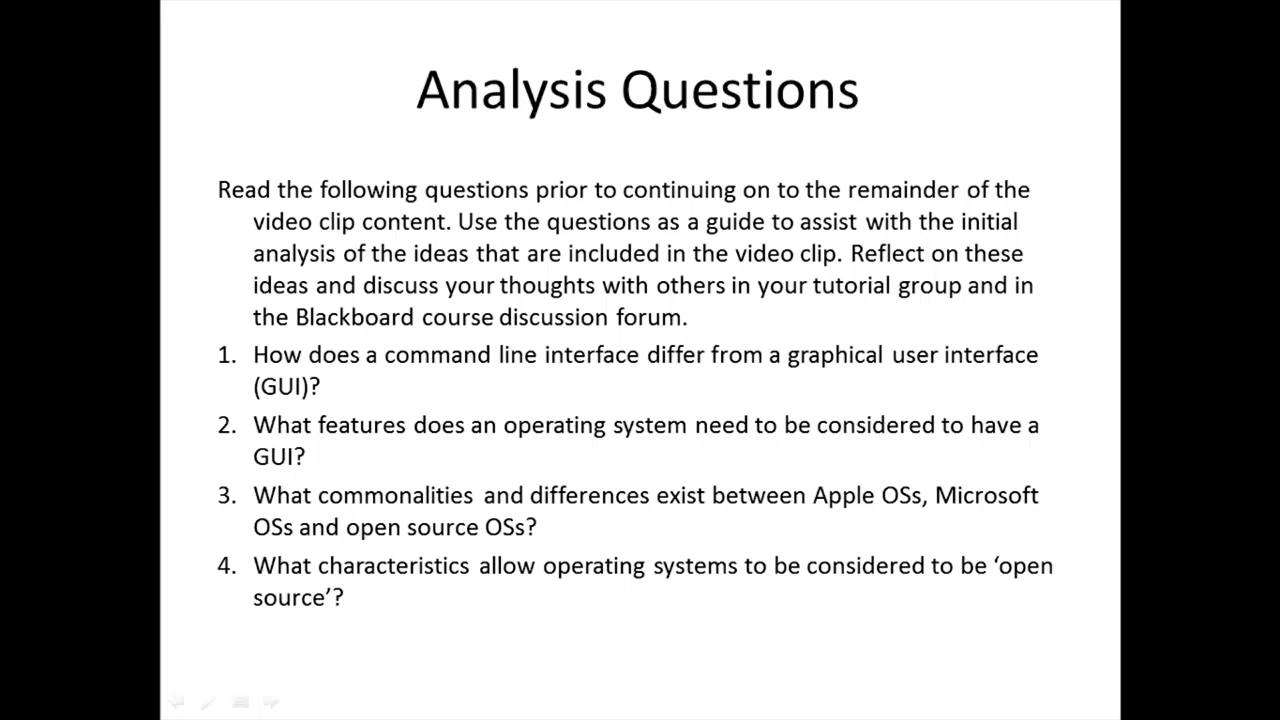 Analysis Questions
Read the following questions prior to continuing on to the remainder of the
video clip content. Use the questions as a guide to assist with the initial
analysis of the ideas that are included in the video clip. Reflect on these
ideas and discuss your thoughts with others in your tutorial group and in
the Blackboard course discussion forum.
1. How does a command line interface differ from a graphical user interface
(GUI)?
2. What features does an operating system need to be considered to have a
GUI?
3. What commonalities and differences exist between Apple OSs, Microsoft
OSs and open source OSs?
4. What characteristics allow operating systems to be considered to be ‘open
source’?